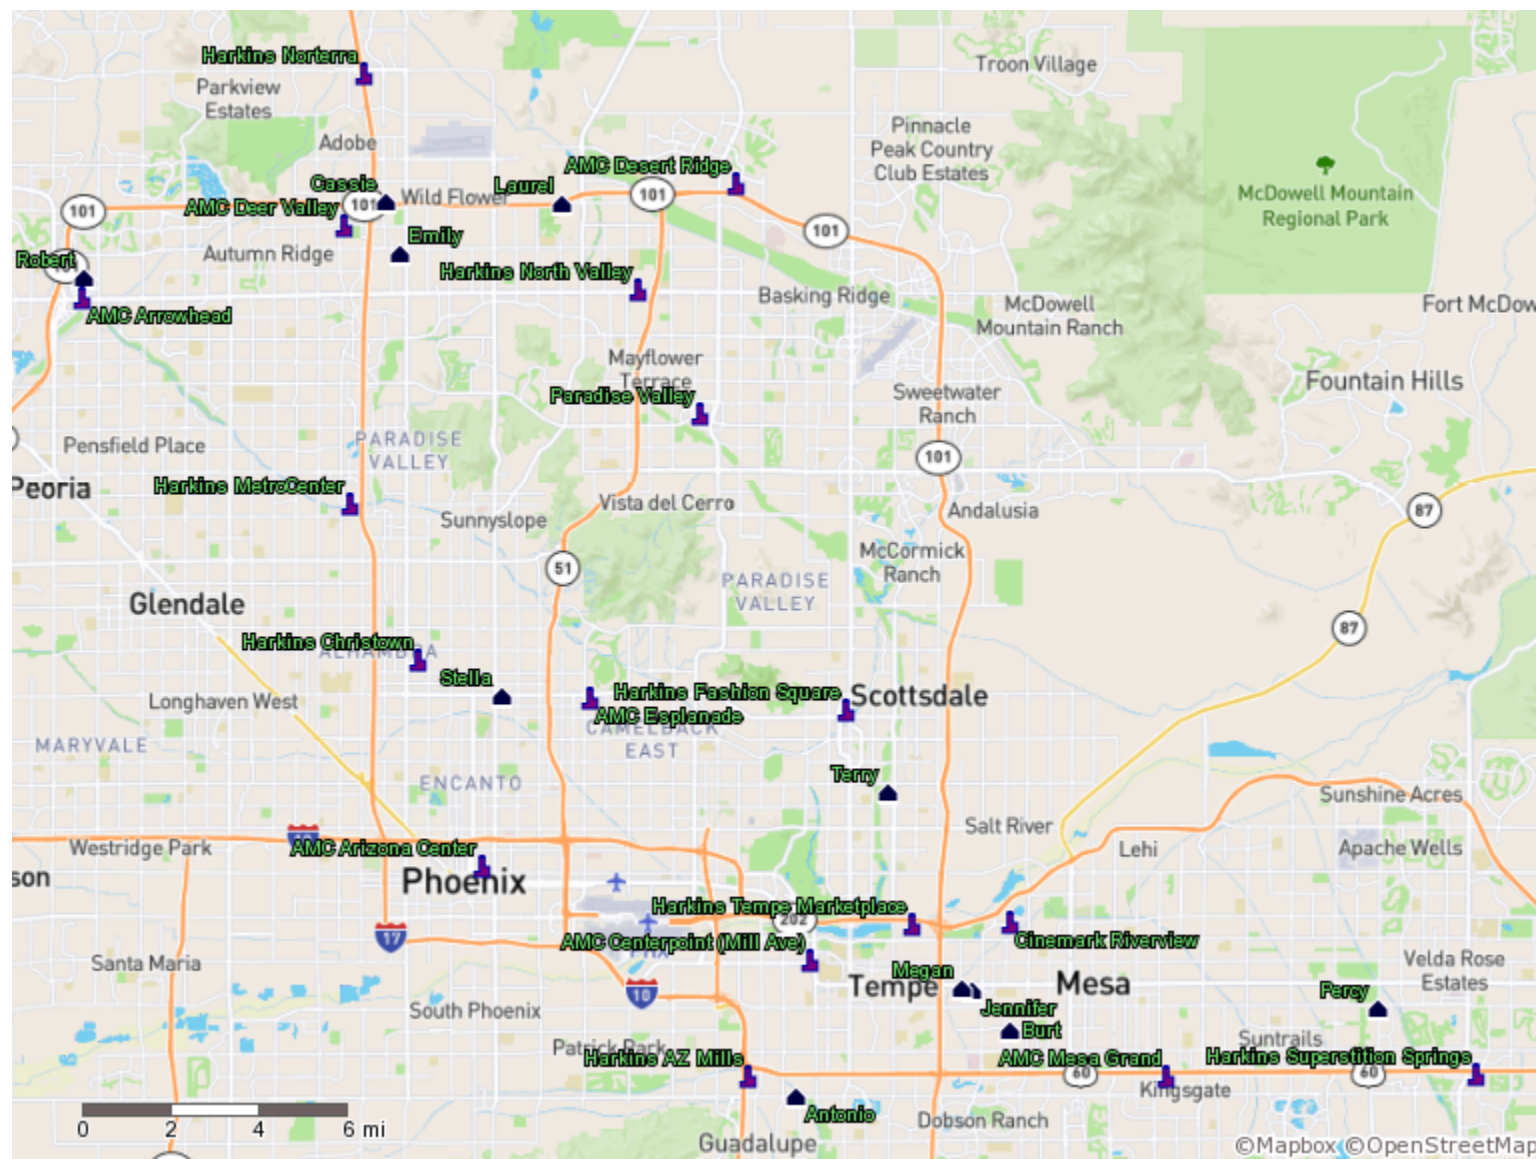 Harkins Norterra
Troon Village
Parkview
Estates
Pinnacle
Peak Country
Club Estates
Adobe
AMC Desert Ridge
McDowell Mountain
Regional Park
Cassie
Laurel
Wild Flower
101
101
101
AMC Deer Valley
101
Emily
Autumn Ridge
Robert
Harkins North Valley
Basking Ridge
McDowell
Mountain Ranch
Fort McDow
AMC Arrowhead
Mayflower
Terrace
Paradise Valley
Sweetwater
Ranch
Fountain Hills
Pensfield Place
PARADISE
VALLEY
101
Peoria
Harkins MetroCenter
Sunnyslope
Vista del Cerro
Andalusia
87
51
McCormick
Ranch
PARADISE
VALLEY
Glendale
87
Harkins Christown
ALHAMBRA
Stella
Longhaven West
Harkins Fashion Square
Scottsdale
AMC Esplanade
CAMELBACK
EAST
MARYVALE
ENCANTO
Terry
Sunshine Acres
Salt River
Westridge Park
AMC Arizona Center
Lehi
Apache Wells
son
Phoenix
Harkins Tempe Marketplace
202
17
AMC Centerpoint (Mill Ave)
PHX
Cinemark Riverview
Santa Maria
Megan
Tempe
Mesa
Velda Rose
Estates
10
Percy
South Phoenix
Jennifer
Burt
Suntrails
Patrick Park
Harkins AZ Mills
AMC Mesa Grand
Harkins Superstition Springs
60
60
Kingsgate
Antonio
Dobson Ranch
0 2 4 6 mi
Guadalupe
©Mapbox ©OpenStreetMap